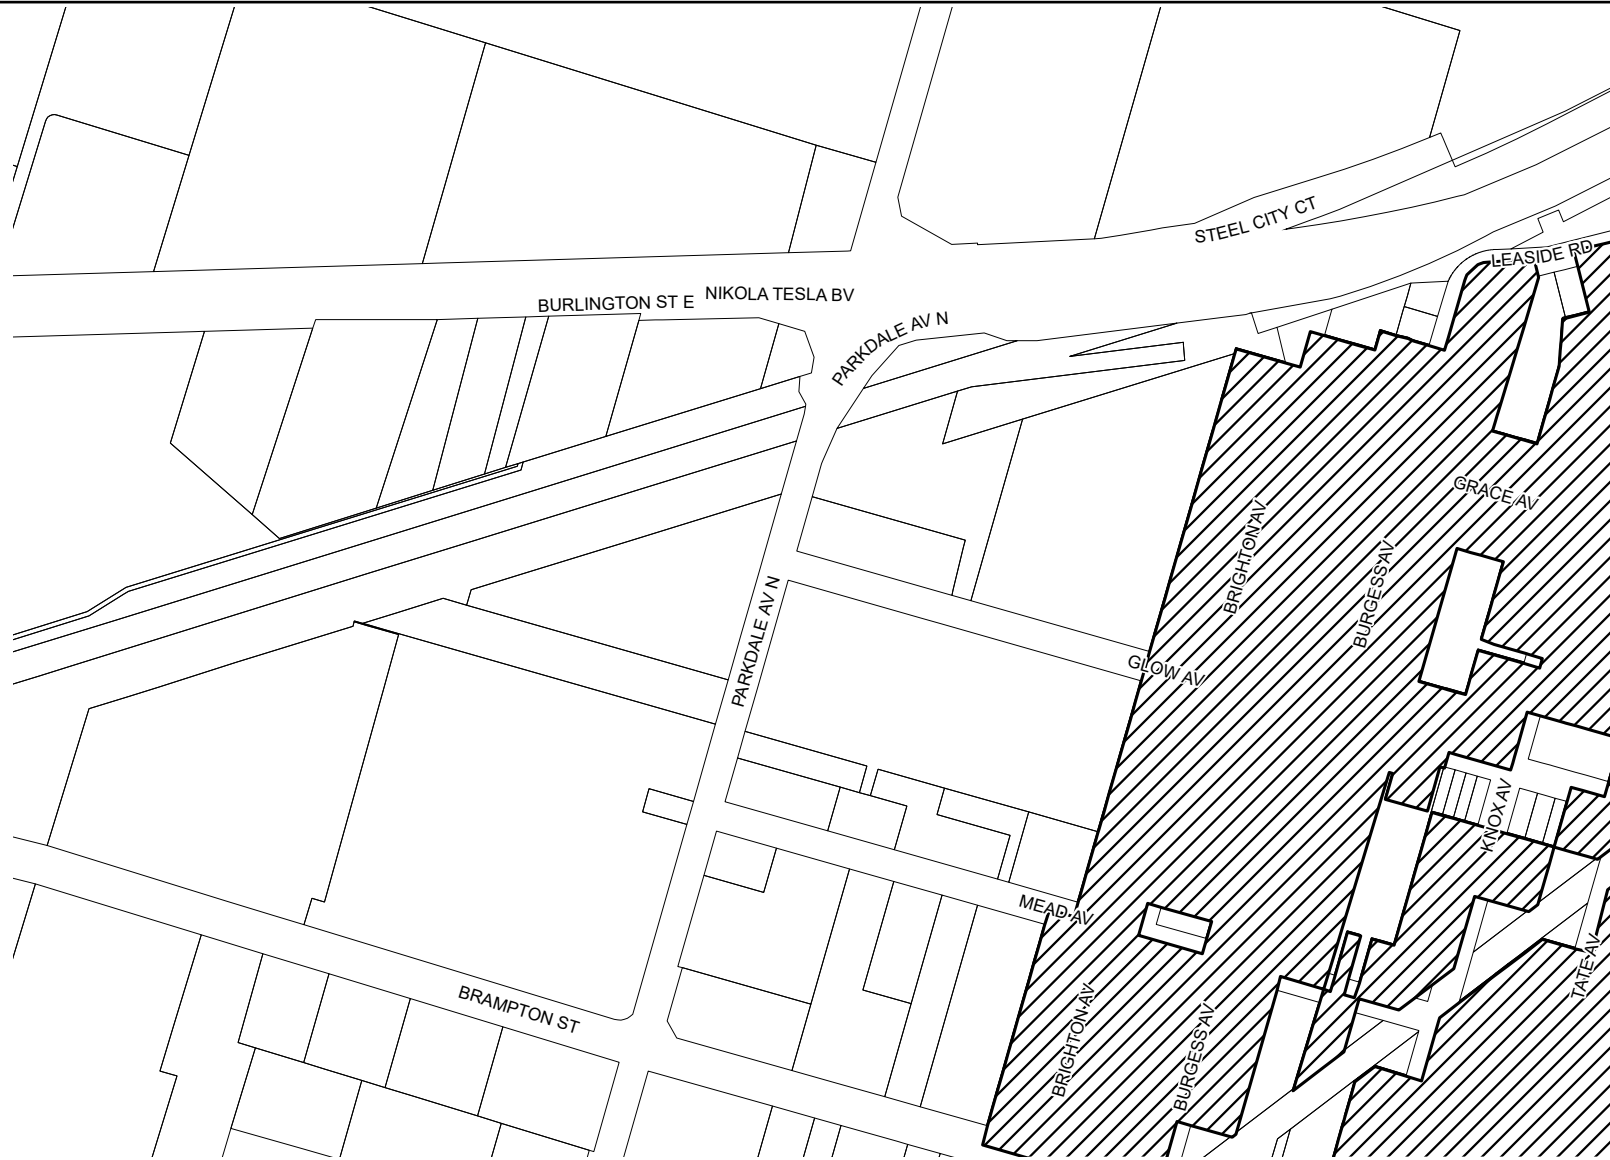 STEEL CITY CT
LEASIDE RD
BURLINGTON ST E
NIKOLA TESLA BV
PARKDALE AV N
GRACE AV
BRIGHTON AV
BURGESS AV
PARKDALE AV N
GLOW AV
KNOX AV
MEAD AV
TATE AV
BRAMPTON ST
BRIGHTON AV
BURGESS AV